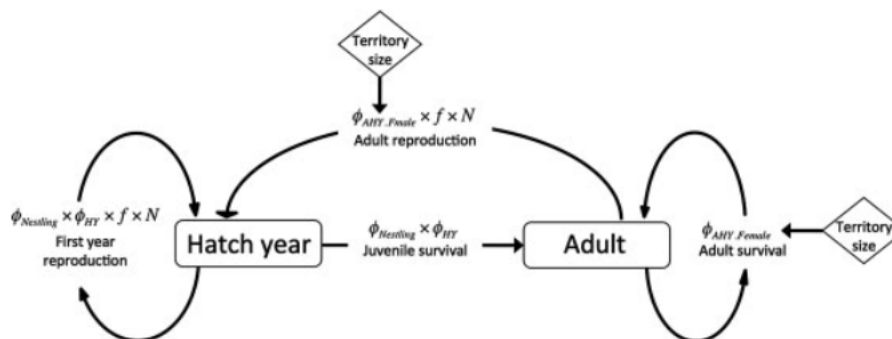 Territory
size
ϕAHY.Fmale × f × N
Adult reproduction
ϕNestling × ϕHY × f × N
First year
reproduction
Hatch year
ϕNestling × ϕHY
Juvenile survival
Adult
ϕAHY.Female
Adult survival
Territory
size